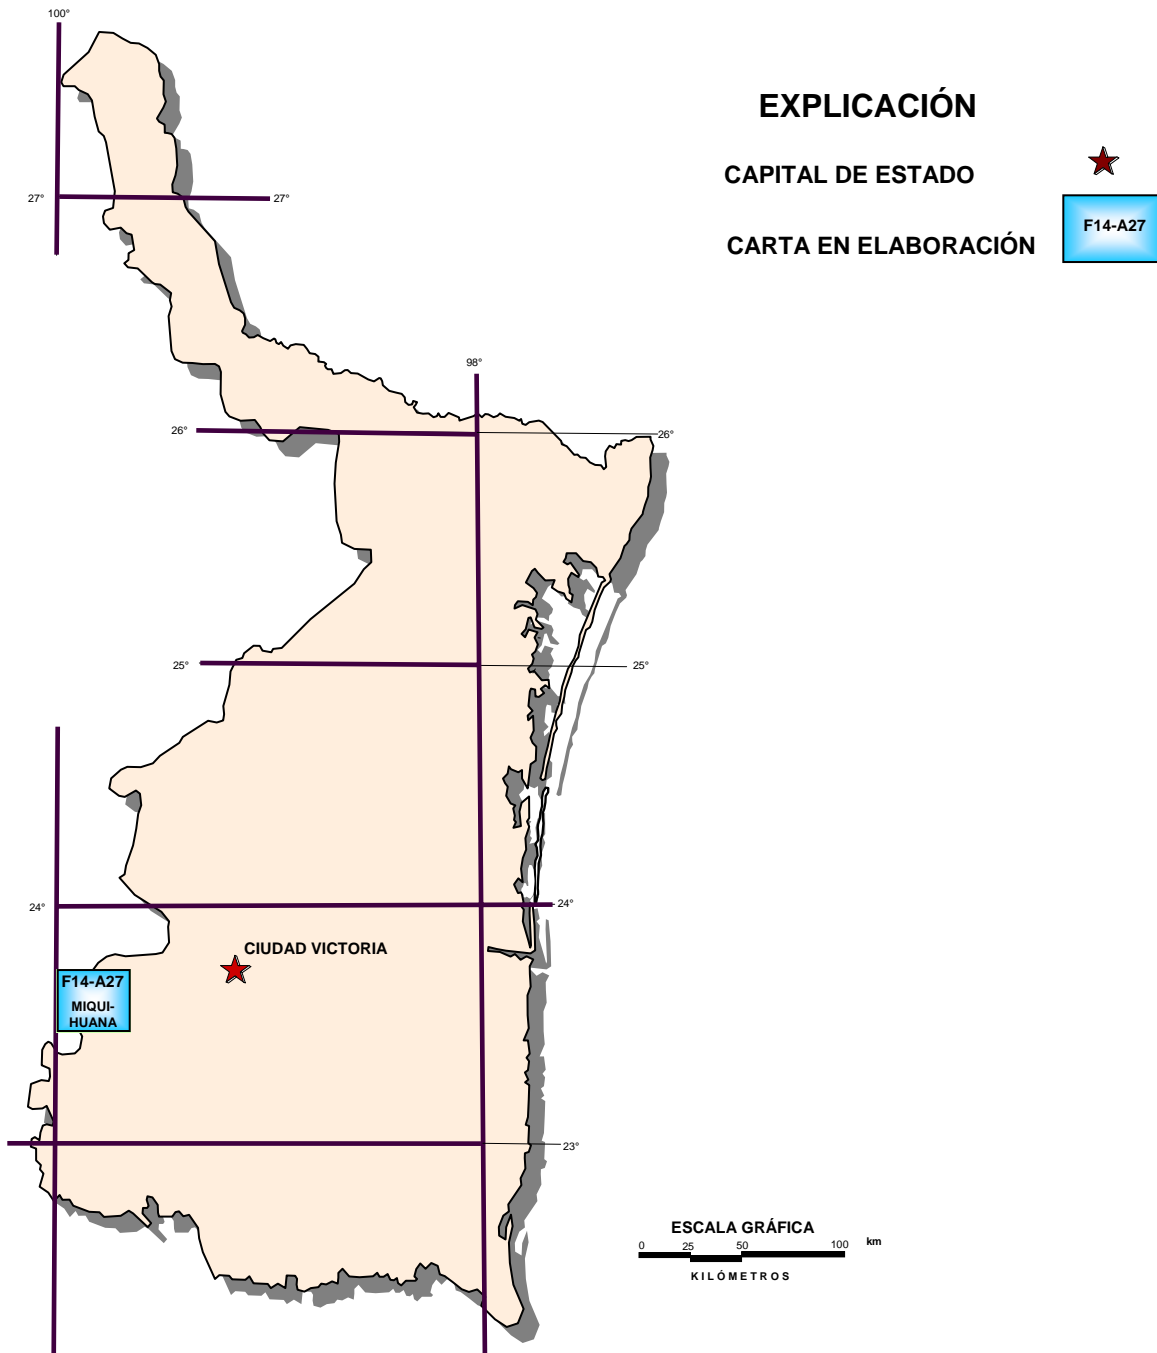 100°
EXPLICACIÓN
CAPITAL DE ESTADO
27°
27°
F14-A27
CARTA EN ELABORACIÓN
98°
26°
26°
25°
25°
24°
24°
CIUDAD VICTORIA
F14-A27
MIQUI-
HUANA
23°
ESCALA GRÁFICA
0 25 50 100 km
KILÓMETROS